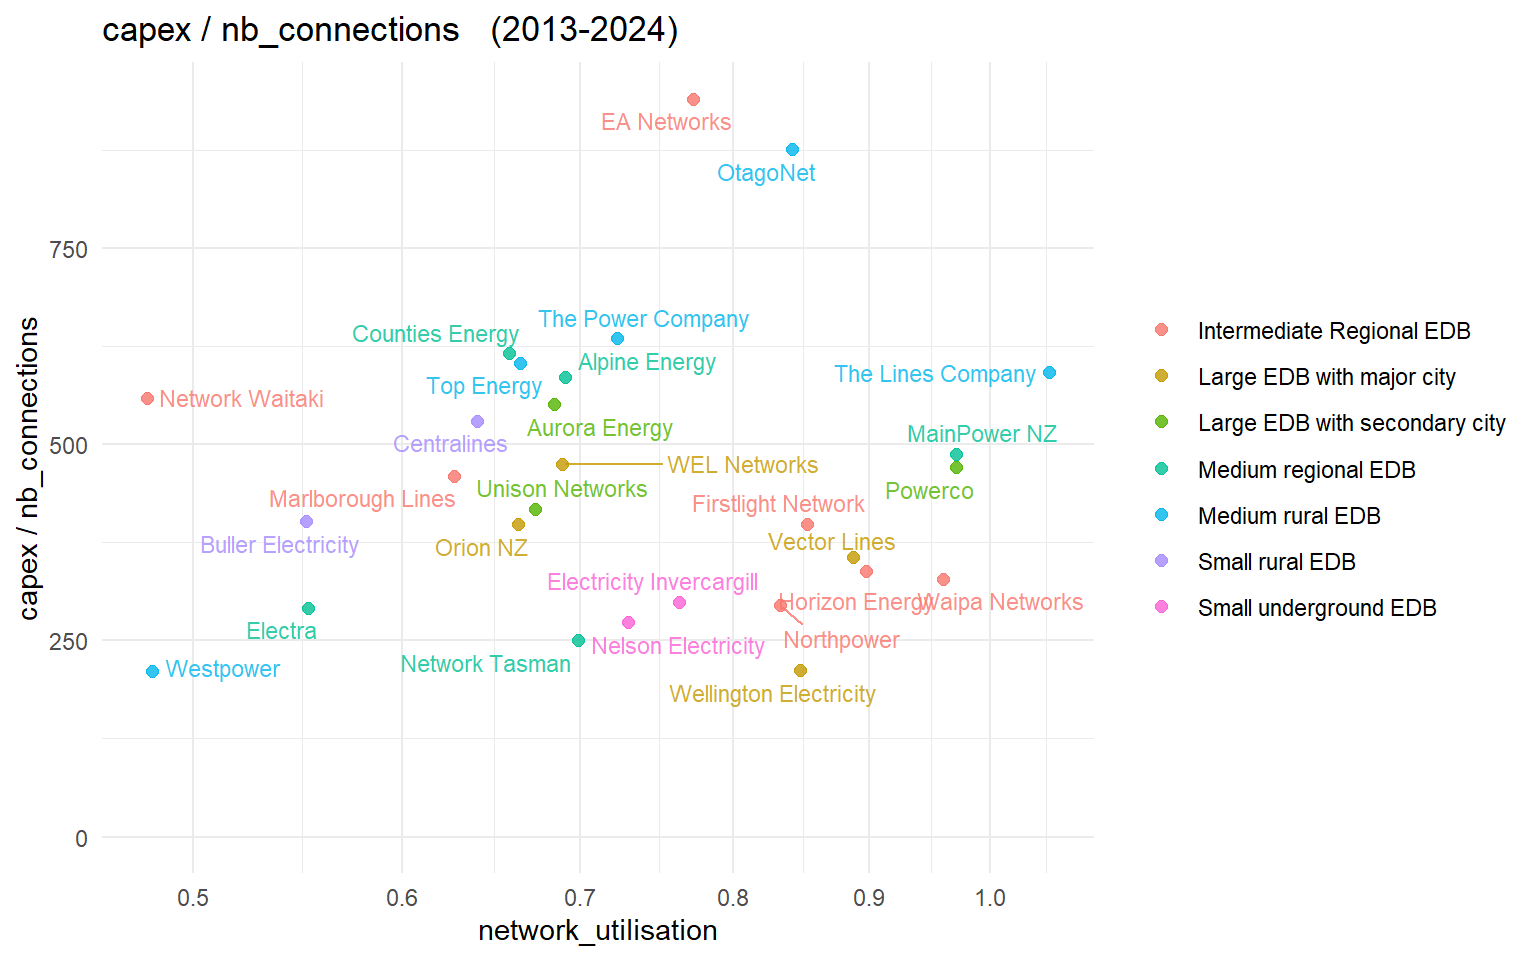 capex / nb_connections (2013-2024)
EA Networks
OtagoNet
750
The Power Company
Counties Energy
Alpine Energy
The Lines Company
Top Energy
Network Waitaki
Aurora Energy
MainPower NZ
500
Centralines
WEL Networks
Unison Networks
Powerco
Marlborough Lines
Firstlight Network
Vector Lines
Buller Electricity
Orion NZ
Electricity Invercargill
Horizon Energy
Waipa Networks
Electra
250
Northpower
Nelson Electricity
Network Tasman
Westpower
Wellington Electricity
0
capex / nb_connections
0.5 0.6 0.7 0.8 0.9 1.0
network_utilisation
Intermediate Regional EDB
Large EDB with major city
Large EDB with secondary city
Medium regional EDB
Medium rural EDB
Small rural EDB
Small underground EDB